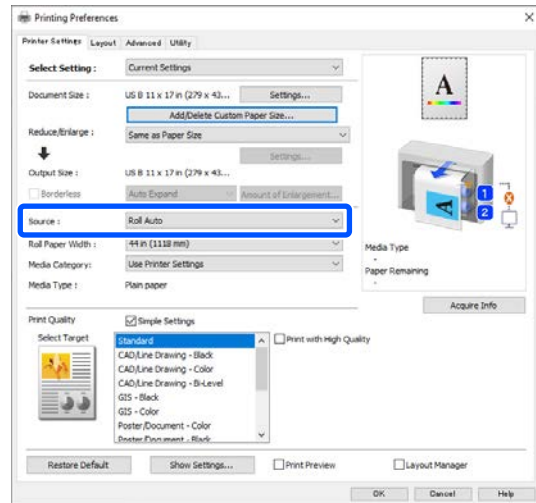 Printing Preferences
Printer Settings Layout Advanced Utility
Select Setting : Current Settings
Document Size : US B 11 x 17 in (279 x 43... Settings...
Add/Delete Custom Paper Size...
Reduce/Enlarge : Same as Paper Size
Settings...
Output Size : US B 11 x 17 in (279 x 43...
Borderless Auto Expand Amount of Enlargement...
Source : Roll Auto
Roll Paper Width : 44 in (1118 mm)
Media Category: Use Printer Settings
Media Type : Plain paper
A
A
1
2
Media Type
-
Paper Remaining
-
Acquire Info
Print Quality Simple Settings
Select Target
Standard
CAD/Line Drawing - Black
CAD/Line Drawing - Color
CAD/Line Drawing - Bi-Level
GIS - Black
GIS - Color
Poster/Document - Color
Poster/Document - Black
Print with High Quality
Restore Default Show Settings... Print Preview Layout Manager
OK Cancel Help